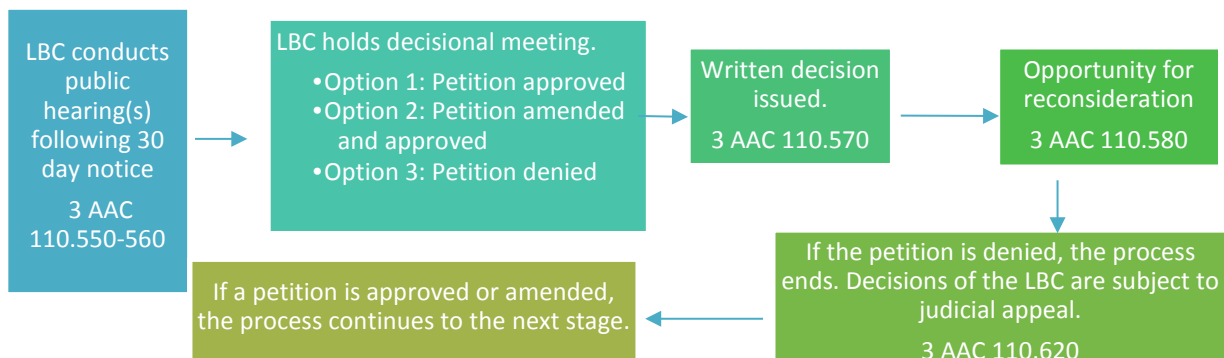 LBC conducts
public
hearing(s)
following 30
day notice
3 AAC
110.550-560
LBC holds decisional meeting.
•Option 1: Petition approved
•Option 2: Petition amended
and approved
•Option 3: Petition denied
Written decision
issued.
3 AAC 110.570
Opportunity for
reconsideration
3 AAC 110.580
If the petition is denied, the process
ends. Decisions of the LBC are subject to
judicial appeal.
3 AAC 110.620
If a petition is approved or amended,
the process continues to the next stage.